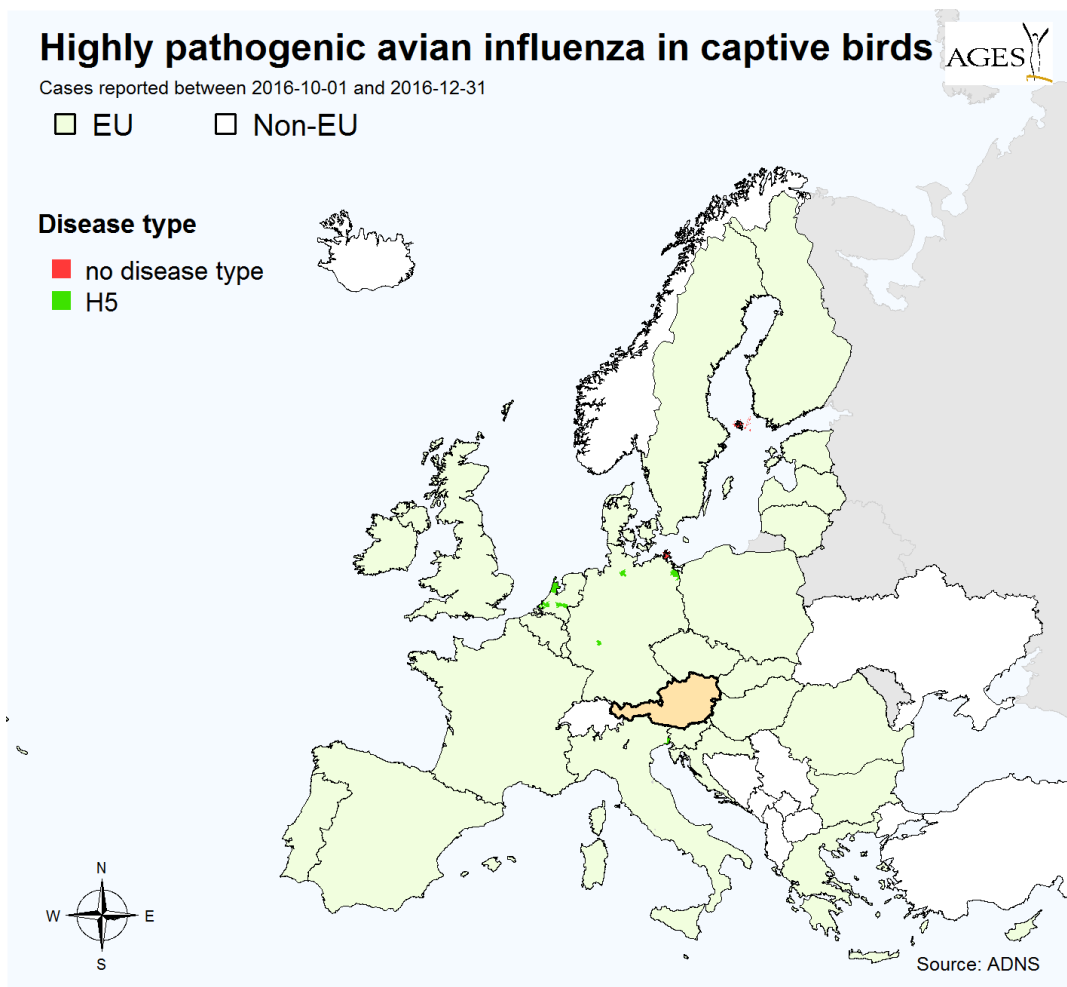 Highly pathogenic avian influenza in captive birds
AGES
Cases reported between 2016-10-01 and 2016-12-31
EU
Non-EU
Disease type
no disease type
H5
N
W
E
S
Source: ADNS